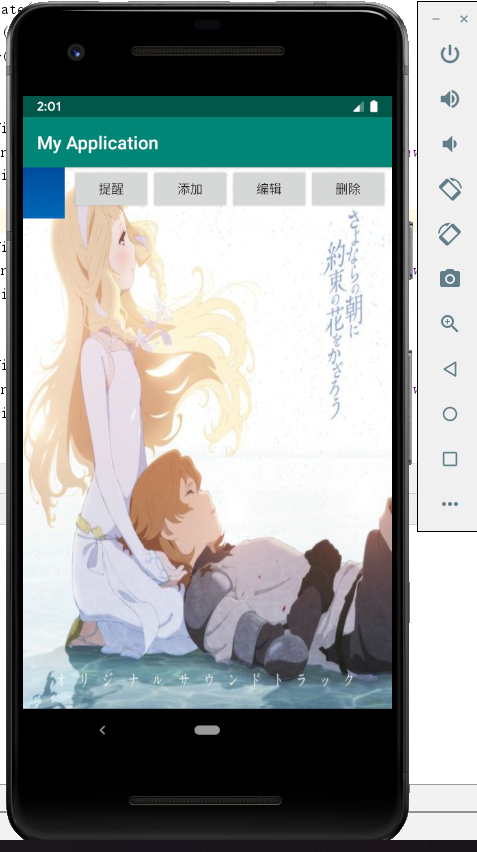 2:01
My Application
提醒
添加
编辑
删除
さよならの朝に
約束の花をかざろう
オリジナルサウンドトラック